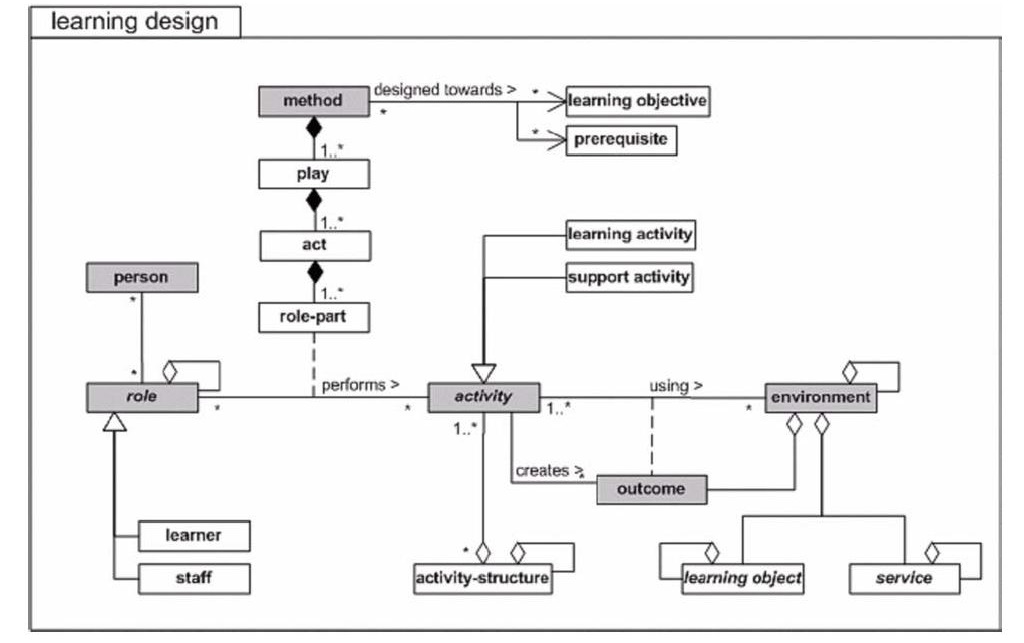 learning design
method
designed towards >
*
*
learning objective
*
prerequisite
1..*
play
1..*
act
1..*
role-part
learning activity
support activity
person
*
*
role
*
performs >
*
activity
1..*
using >
*
environment
1..*
creates >
*
outcome
learner
staff
*
activity-structure
learning object
service